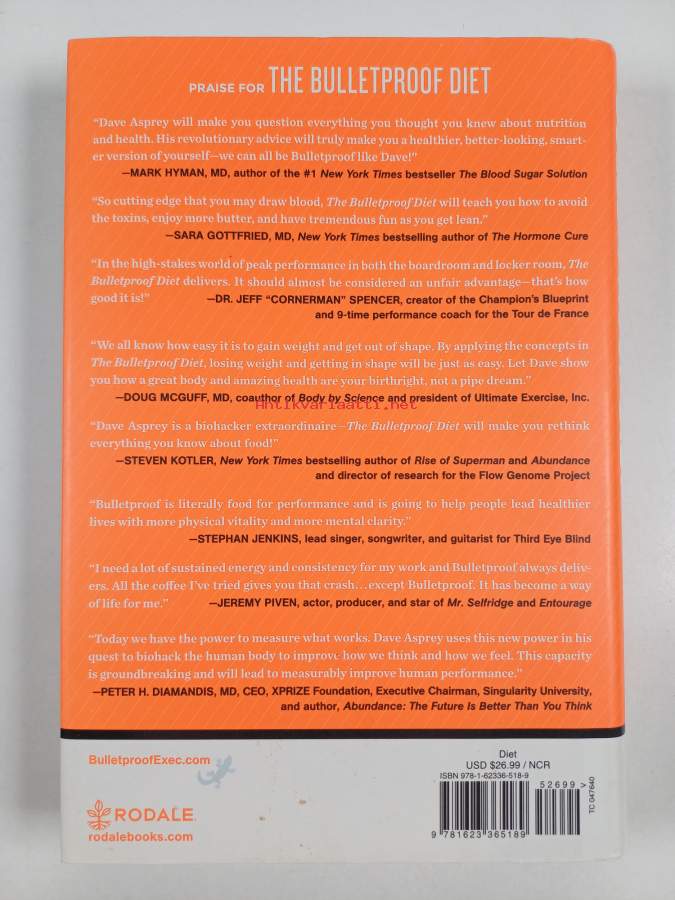 PRAISE FOR THE BULLETPROOF DIET
“Dave Asprey will make you question everything you thought you knew about nutrition
and health. His revolutionary advice will truly make you a healthier, better-looking, smart-
er version of yourself—we can all be Bulletproof like Dave!”
—MARK HYMAN, MD, author of the #1 New York Times bestseller The Blood Sugar Solution
“So cutting edge that you may draw blood, The Bulletproof Diet will teach you how to avoid
the toxins, enjoy more butter, and have tremendous fun as you get lean.”
—SARA GOTTFRIED, MD, New York Times bestselling author of The Hormone Cure
“In the high-stakes world of peak performance in both the boardroom and locker room, The
Bulletproof Diet delivers. It should almost be considered an unfair advantage—that’s how
good it is!” —DR. JEFF “CORNERMAN” SPENCER, creator of the Champion’s Blueprint
and 9-time performance coach for the Tour de France
“We all know how easy it is to gain weight and get out of shape. By applying the concepts in
The Bulletproof Diet, losing weight and getting in shape will be just as easy. Let Dave show
you how a great body and amazing health are your birthright, not a pipe dream.”
—DOUG MCGUFF, MD, coauthor of Body by Science and president of Ultimate Exercise, Inc.
Antikvariaatti.net
“Dave Asprey is a biohacker extraordinaire—The Bulletproof Diet will make you rethink
everything you know about food!”
—STEVEN KOTLER, New York Times bestselling author of Rise of Superman and Abundance
and director of research for the Flow Genome Project
“Bulletproof is literally food for performance and is going to help people lead healthier
lives with more physical vitality and more mental clarity.”
—STEPHAN JENKINS, lead singer, songwriter, and guitarist for Third Eye Blind
“I need a lot of sustained energy and consistency for my work and Bulletproof always deliv-
ers. All the coffee I’ve tried gives you that crash…except Bulletproof. It has become a way
of life for me.” —JEREMY PIVEN, actor, producer, and star of Mr. Selfridge and Entourage
“Today we have the power to measure what works. Dave Asprey uses this new power in his
quest to biohack the human body to improve how we think and how we feel. This capacity
is groundbreaking and will lead to measurably improve human performance.”
—PETER H. DIAMANDIS, MD, CEO, XPRIZE Foundation, Executive Chairman, Singularity University,
and author, Abundance: The Future Is Better Than You Think
BulletproofExec.com
RODALE
rodalebooks.com
Diet
USD $26.99 / NCR
ISBN 978-1-62336-518-9
52699
9 781623 365189
TC 047640